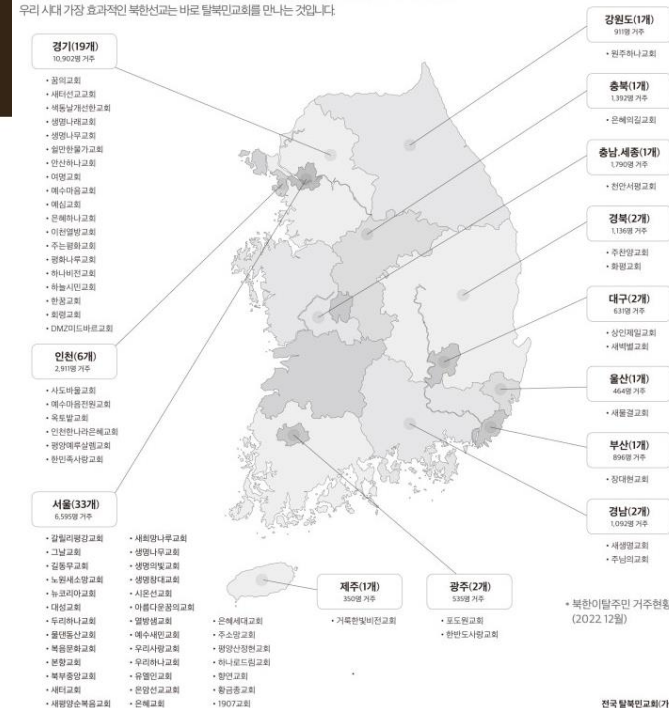 우리 시대 가장 효과적인 북한선교는 바로 탈북민교회를 만나는 것입니다.
경기(19개)
10,902명 거주
• 꿈의교회
• 새터선교교회
• 색동날개선한교회
• 생명나래교회
• 생명나무교회
• 쉴만한물가교회
• 안산하나교회
• 여명교회
• 예수마음교회
• 예심교회
• 은혜하나교회
• 이천열방교회
• 주는평화교회
• 평화나루교회
• 하나비전교회
• 하늘시민교회
• 한꿈교회
• 회령교회
• DMZ미드바르교회
인천(6개)
2,911명 거주
• 사도바울교회
• 예수마음전원교회
• 옥토밭교회
• 인천한나라은혜교회
• 평양예루살렘교회
• 한민족사랑교회
서울(33개)
6,595명 거주
• 갈릴리평강교회
• 그날교회
• 길동무교회
• 노원새소망교회
• 뉴코리아교회
• 대성교회
• 두리하나교회
• 물댄동산교회
• 복음문화교회
• 본향교회
• 북부중앙교회
• 새터교회
• 새평양순복음교회
• 새희망나루교회
• 생명나무교회
• 생명의빛교회
• 생명창대교회
• 시온선교회
• 아름다운꿈의교회
• 열방샘교회
• 예수새민교회
• 우리사랑교회
• 우리하나교회
• 유엘인교회
• 은암선교교회
• 은혜교회
• 은혜세대교회
• 주소망교회
• 평양산정현교회
• 하나로드림교회
• 향연교회
• 황금종교회
• 1907교회
제주(1개)
350명 거주
• 거룩한빛비전교회
광주(2개)
535명 거주
• 포도원교회
• 한반도사랑교회
강원도(1개)
911명 거주
• 원주하나교회
충북(1개)
1,392명 거주
• 은혜의길교회
충남,세종(1개)
1,790명 거주
• 천안서평교회
경북(2개)
1,136명 거주
• 주찬양교회
• 화평교회
대구(2개)
631명 거주
• 상인제일교회
• 새벽별교회
울산(1개)
464명 거주
• 새물결교회
부산(1개)
896명 거주
• 장대현교회
경남(2개)
1,092명 거주
• 새생명교회
• 주님의교회
* 북한이탈주민 거주현황
(2022 12월)
전국 탈북민교회(가